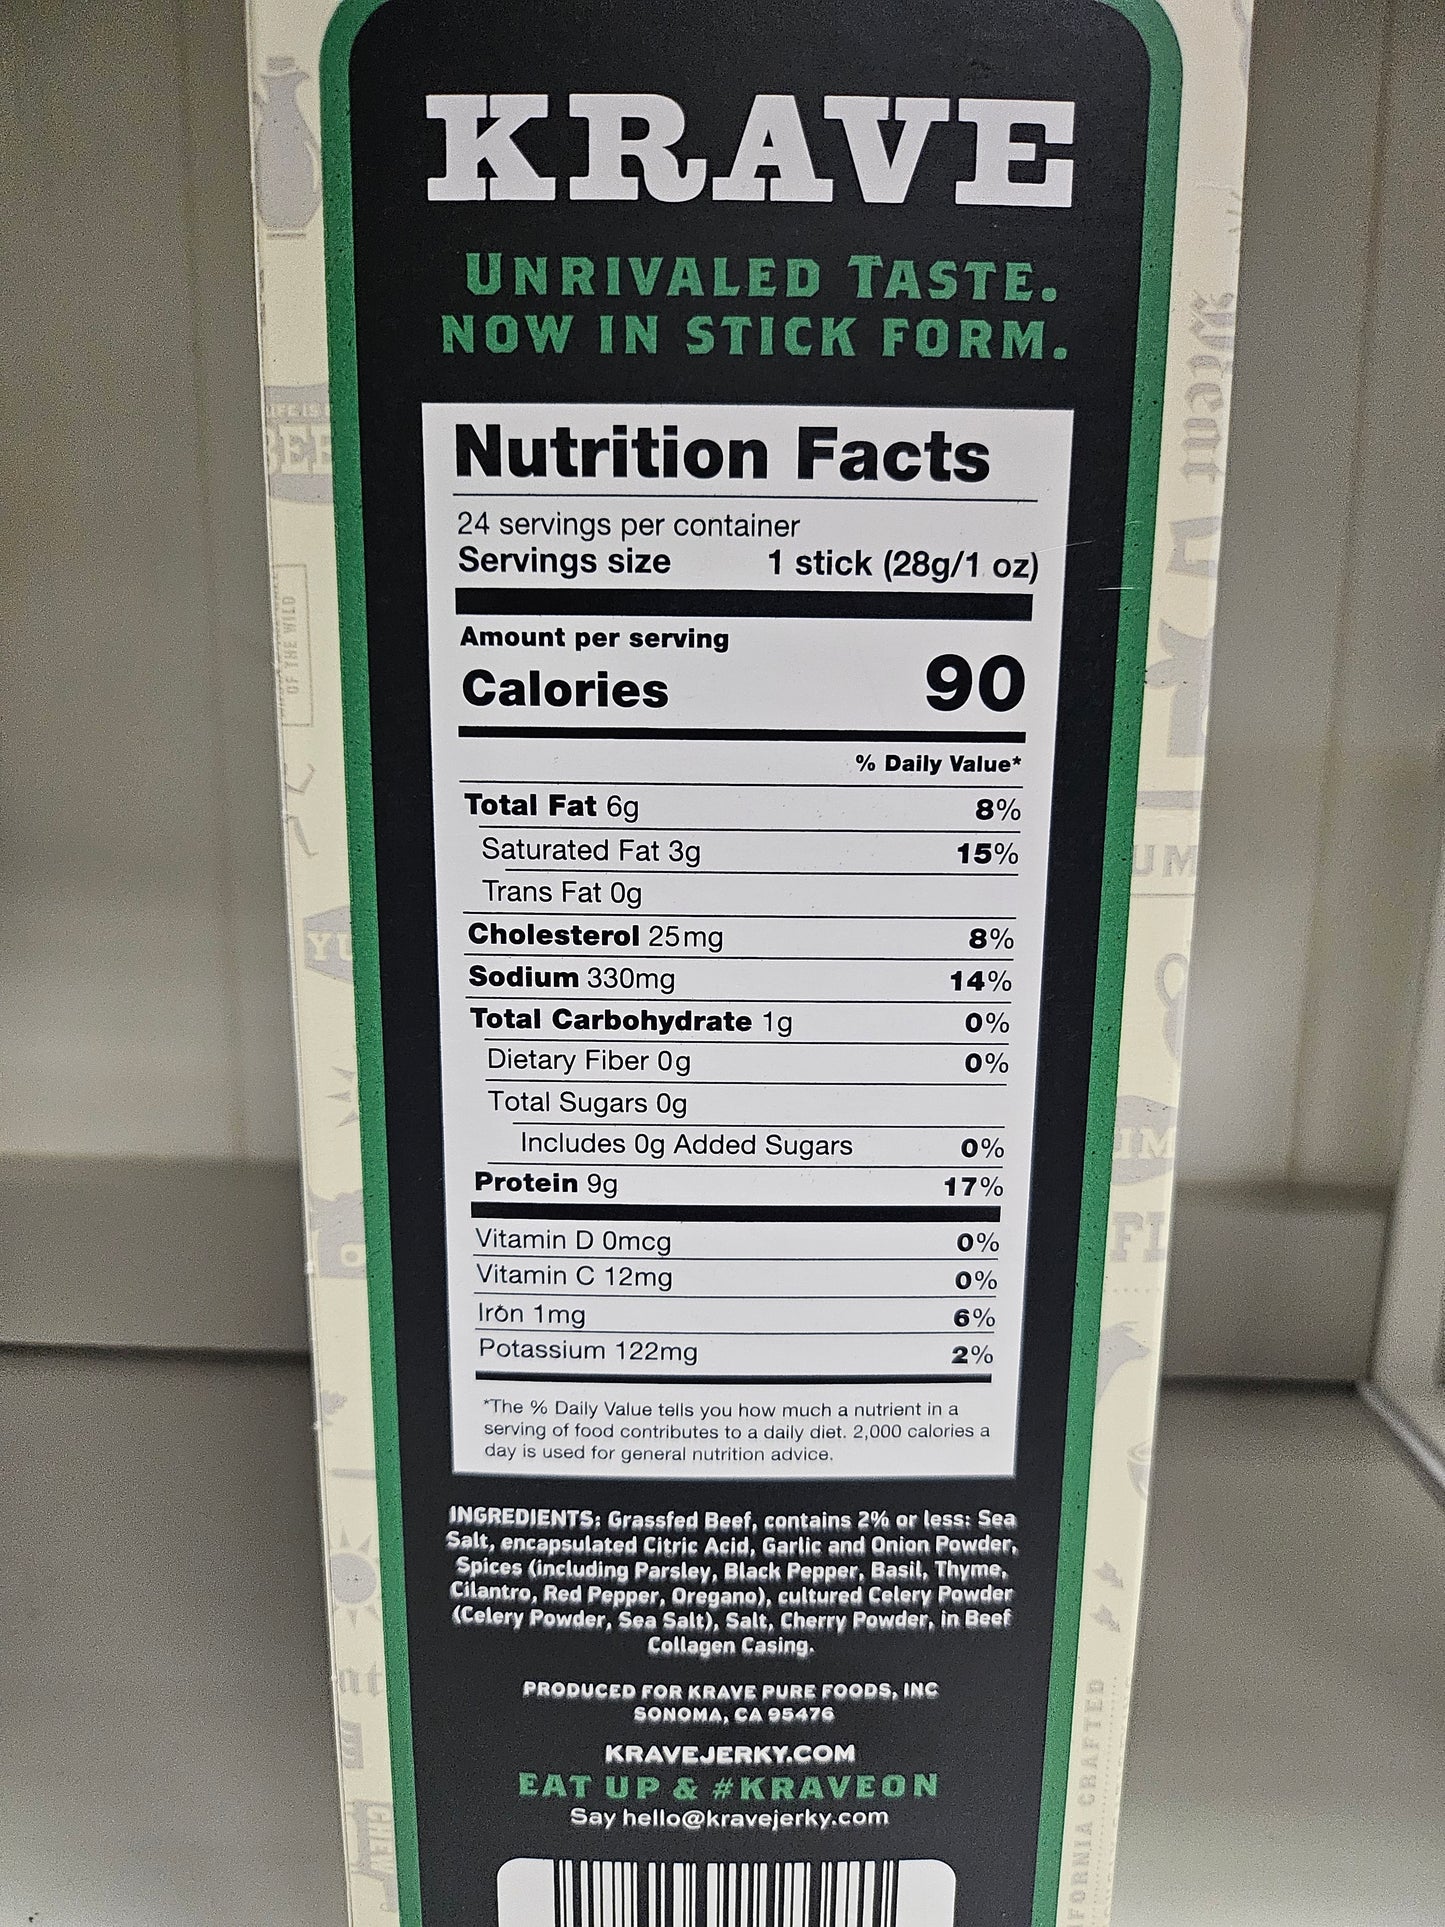 KRAVE
UNRIVALED TASTE.
NOW IN STICK FORM.
Nutrition Facts
24 servings per container
Servings size 1 stick (28g/1 oz)
Amount per serving
Calories 90
% Daily Value*
Total Fat 6g 8%
Saturated Fat 3g 15%
Trans Fat 0g
Cholesterol 25mg 8%
Sodium 330mg 14%
Total Carbohydrate 1g 0%
Dietary Fiber 0g 0%
Total Sugars 0g
Includes 0g Added Sugars 0%
Protein 9g 17%
Vitamin D 0mcg 0%
Vitamin C 12mg 0%
Iron 1mg 6%
Potassium 122mg 2%
*The % Daily Value tells you how much a nutrient in a
serving of food contributes to a daily diet. 2,000 calories a
day is used for general nutrition advice.
INGREDIENTS: Grassfed Beef, contains 2% or less: Sea
Salt, encapsulated Citric Acid, Garlic and Onion Powder,
Spices (including Parsley, Black Pepper, Basil, Thyme,
Cilantro, Red Pepper, Oregano), cultured Celery Powder
(Celery Powder, Sea Salt), Salt, Cherry Powder, in Beef
Collagen Casing.
PRODUCED FOR KRAVE PURE FOODS, INC
SONOMA, CA 95476
KRAVEJERKY.COM
EAT UP & #KRAVEON
Say hello@kravejerky.com
OF THE WILD
CRAFTED